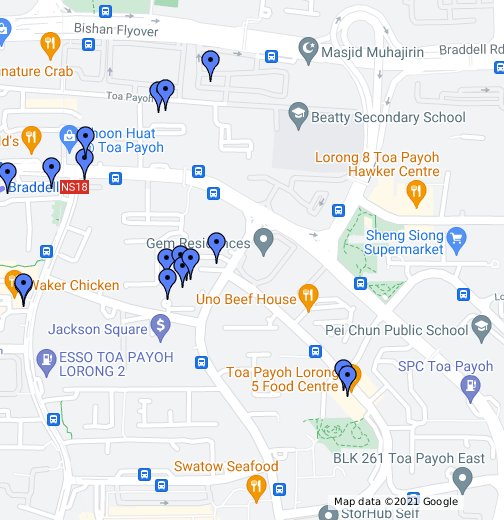 Bishan Flyover
Masjid Muhajirin
Braddell Rd
nature Crab
Toa Payoh
Beatty Secondary School
d's
noon Huat
Toa Payoh
Lorong 8 Toa Payoh
Hawker Centre
Braddell
NS18
Gem Residences
Sheng Siong
Supermarket
Waker Chicken
Uno Beef House
Jackson Square
Pei Chun Public School
ESSO TOA PAYOH
LORONG 2
SPC Toa Payoh
Toa Payoh Lorong
5 Food Centre
BLK 261 Toa Payoh East
Swatow Seafood
Map data ©2021 Google
StorHub Self